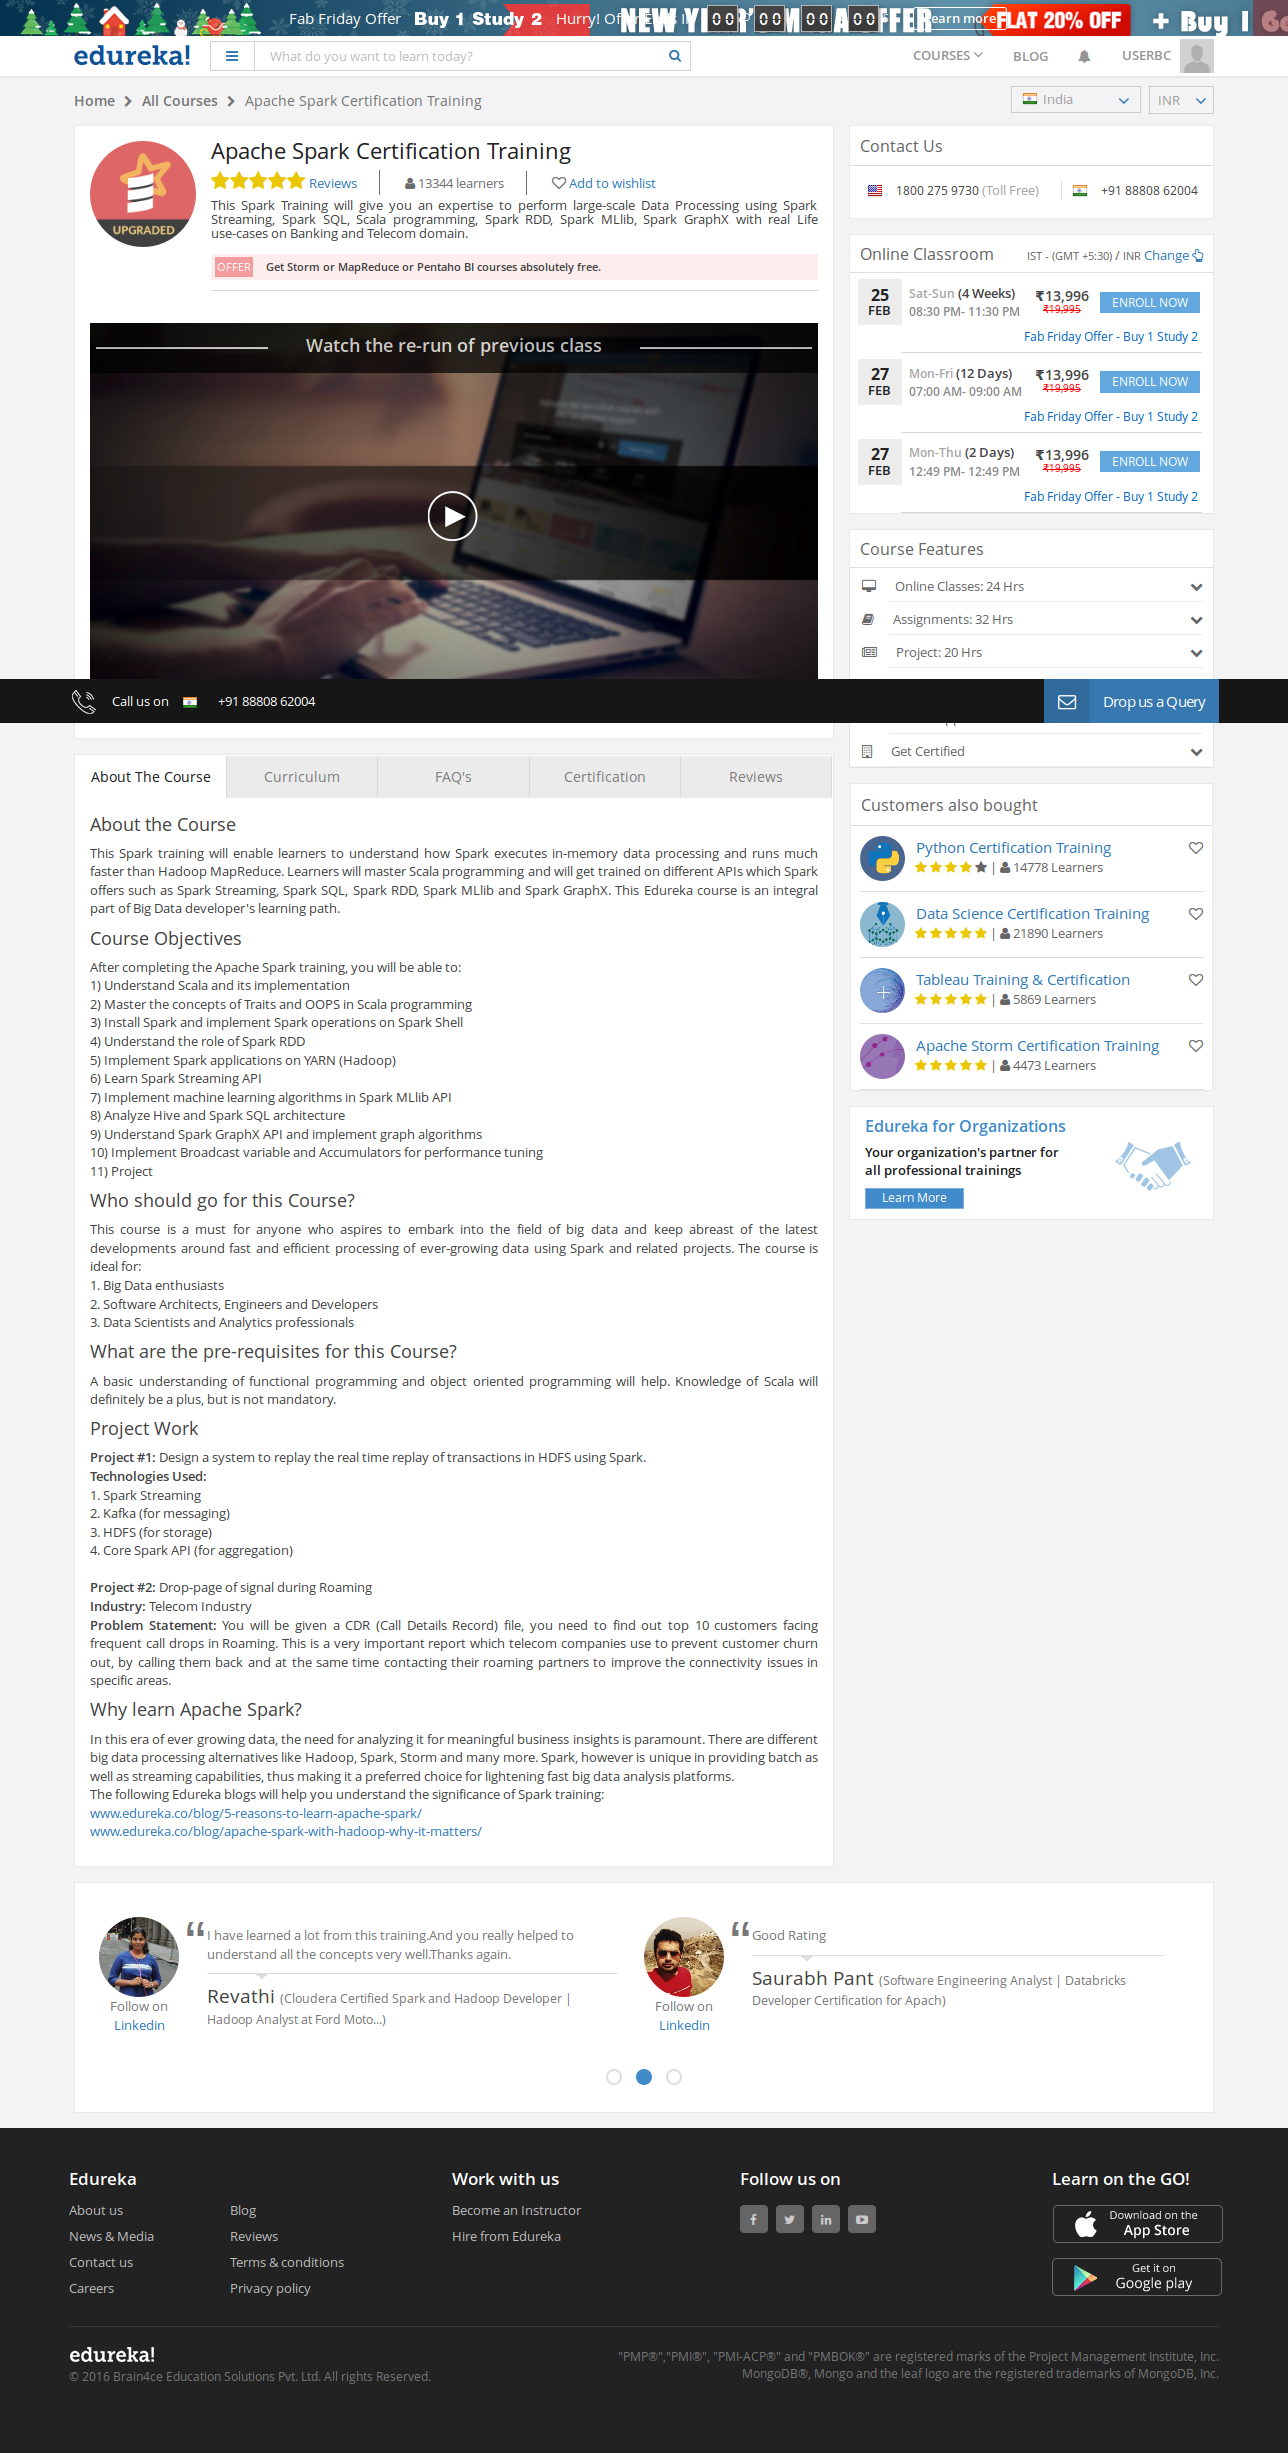 Fab Friday Offer Buy 1 Study 2 Hurry! 00 00 00 00 Learn more FLAT 20% OFF + Buy 1
edureka! What do you want to learn today? COURSES BLOG USERBC
Home All Courses Apache Spark Certification Training India INR
Apache Spark Certification Training
Reviews 13344 learners Add to wishlist
This Spark Training will give you an expertise to perform large-scale Data Processing using Spark
Streaming, Spark SQL, Scala programming, Spark RDD, Spark MLlib, Spark GraphX with real Life
use-cases on Banking and Telecom domain.
UPGRADED
OFFER Get Storm or MapReduce or Pentaho BI courses absolutely free.
Watch the re-run of previous class
Contact Us
1800 275 9730 (Toll Free) +91 88808 62004
Online Classroom IST - (GMT +5:30) / INR Change
25 FEB Sat-Sun (4 Weeks) ₹13,996 ENROLL NOW
08:30 PM- 11:30 PM ₹19,995
Fab Friday Offer - Buy 1 Study 2
27 FEB Mon-Fri (12 Days) ₹13,996 ENROLL NOW
07:00 AM- 09:00 AM ₹19,995
Fab Friday Offer - Buy 1 Study 2
27 FEB Mon-Thu (2 Days) ₹13,996 ENROLL NOW
12:49 PM- 12:49 PM ₹19,995
Fab Friday Offer - Buy 1 Study 2
Course Features
Online Classes: 24 Hrs
Assignments: 32 Hrs
Project: 20 Hrs
Call us on +91 88808 62004 Drop us a Query
Get Certified
About The Course Curriculum FAQ's Certification Reviews
About the Course
This Spark training will enable learners to understand how Spark executes in-memory data processing and runs much
faster than Hadoop MapReduce. Learners will master Scala programming and will get trained on different APIs which Spark
offers such as Spark Streaming, Spark SQL, Spark RDD, Spark MLlib and Spark GraphX. This Edureka course is an integral
part of Big Data developer's learning path.
Course Objectives
After completing the Apache Spark training, you will be able to:
1) Understand Scala and its implementation
2) Master the concepts of Traits and OOPS in Scala programming
3) Install Spark and implement Spark operations on Spark Shell
4) Understand the role of Spark RDD
5) Implement Spark applications on YARN (Hadoop)
6) Learn Spark Streaming API
7) Implement machine learning algorithms in Spark MLlib API
8) Analyze Hive and Spark SQL architecture
9) Understand Spark GraphX API and implement graph algorithms
10) Implement Broadcast variable and Accumulators for performance tuning
11) Project
Who should go for this Course?
This course is a must for anyone who aspires to embark into the field of big data and keep abreast of the latest
developments around fast and efficient processing of ever-growing data using Spark and related projects. The course is
ideal for:
1. Big Data enthusiasts
2. Software Architects, Engineers and Developers
3. Data Scientists and Analytics professionals
What are the pre-requisites for this Course?
A basic understanding of functional programming and object oriented programming will help. Knowledge of Scala will
definitely be a plus, but is not mandatory.
Project Work
Project #1: Design a system to replay the real time replay of transactions in HDFS using Spark.
Technologies Used:
1. Spark Streaming
2. Kafka (for messaging)
3. HDFS (for storage)
4. Core Spark API (for aggregation)
Project #2: Drop-page of signal during Roaming
Industry: Telecom Industry
Problem Statement: You will be given a CDR (Call Details Record) file, you need to find out top 10 customers facing
frequent call drops in Roaming. This is a very important report which telecom companies use to prevent customer churn
out, by calling them back and at the same time contacting their roaming partners to improve the connectivity issues in
specific areas.
Why learn Apache Spark?
In this era of ever growing data, the need for analyzing it for meaningful business insights is paramount. There are different
big data processing alternatives like Hadoop, Spark, Storm and many more. Spark, however is unique in providing batch as
well as streaming capabilities, thus making it a preferred choice for lightening fast big data analysis platforms.
The following Edureka blogs will help you understand the significance of Spark training:
www.edureka.co/blog/5-reasons-to-learn-apache-spark/
www.edureka.co/blog/apache-spark-with-hadoop-why-it-matters/
Customers also bought
Python Certification Training
| 14778 Learners
Data Science Certification Training
| 21890 Learners
Tableau Training & Certification
| 5869 Learners
Apache Storm Certification Training
| 4473 Learners
Edureka for Organizations
Your organization's partner for
all professional trainings
Learn More
“ I have learned a lot from this training.And you really helped to
understand all the concepts very well.Thanks again.
Revathi (Cloudera Certified Spark and Hadoop Developer |
Hadoop Analyst at Ford Moto...)
Follow on
Linkedin
“ Good Rating
Saurabh Pant (Software Engineering Analyst | Databricks
Developer Certification for Apach)
Follow on
Linkedin
Edureka Work with us Follow us on Learn on the GO!
About us Blog Become an Instructor Download on the
App Store
News & Media Reviews Hire from Edureka
Contact us Terms & conditions Get it on
Careers Privacy policy Google play
edureka!
© 2016 Brain4ce Education Solutions Pvt. Ltd. All rights Reserved.
"PMP®","PMI®", "PMI-ACP®" and "PMBOK®" are registered marks of the Project Management Institute, Inc.
MongoDB®, Mongo and the leaf logo are the registered trademarks of MongoDB, Inc.